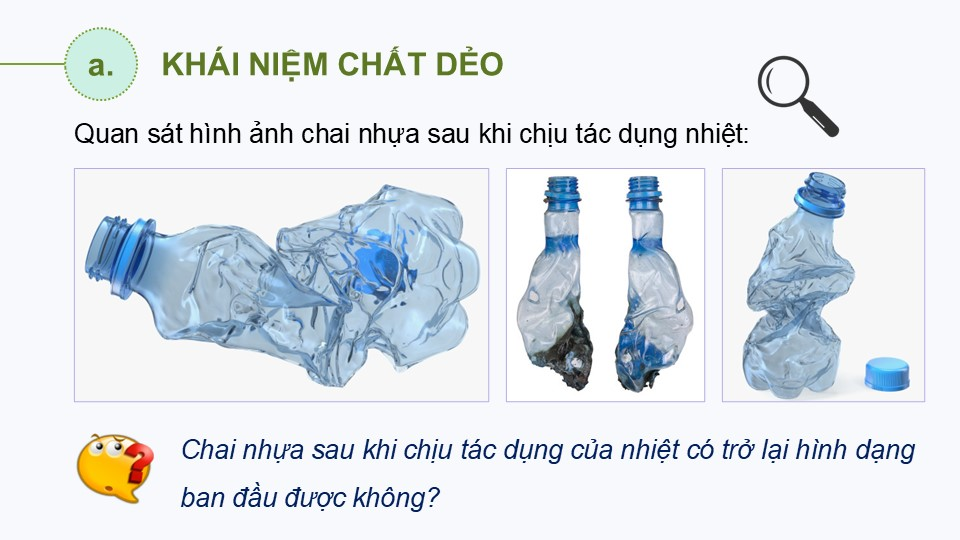 a.
KHÁI NIỆM CHẤT DẺO
Quan sát hình ảnh chai nhựa sau khi chịu tác dụng nhiệt:
Chai nhựa sau khi chịu tác dụng của nhiệt có trở lại hình dạng
ban đầu được không?